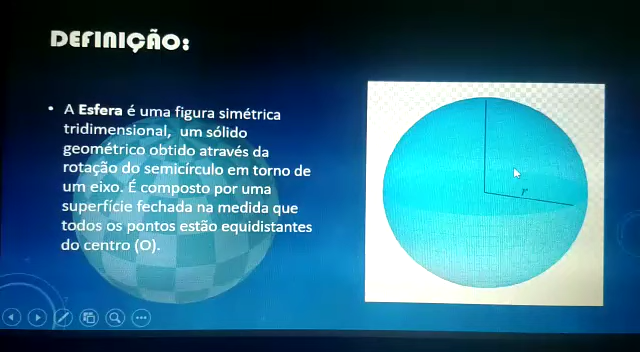 DEFINIÇÃO:
• A Esfera é uma figura simétrica
tridimensional, um sólido
geométrico obtido através da
rotação do semicírculo em torno de
um eixo. É composto por uma
superfície fechada na medida que
todos os pontos estão equidistantes
do centro (O).
r